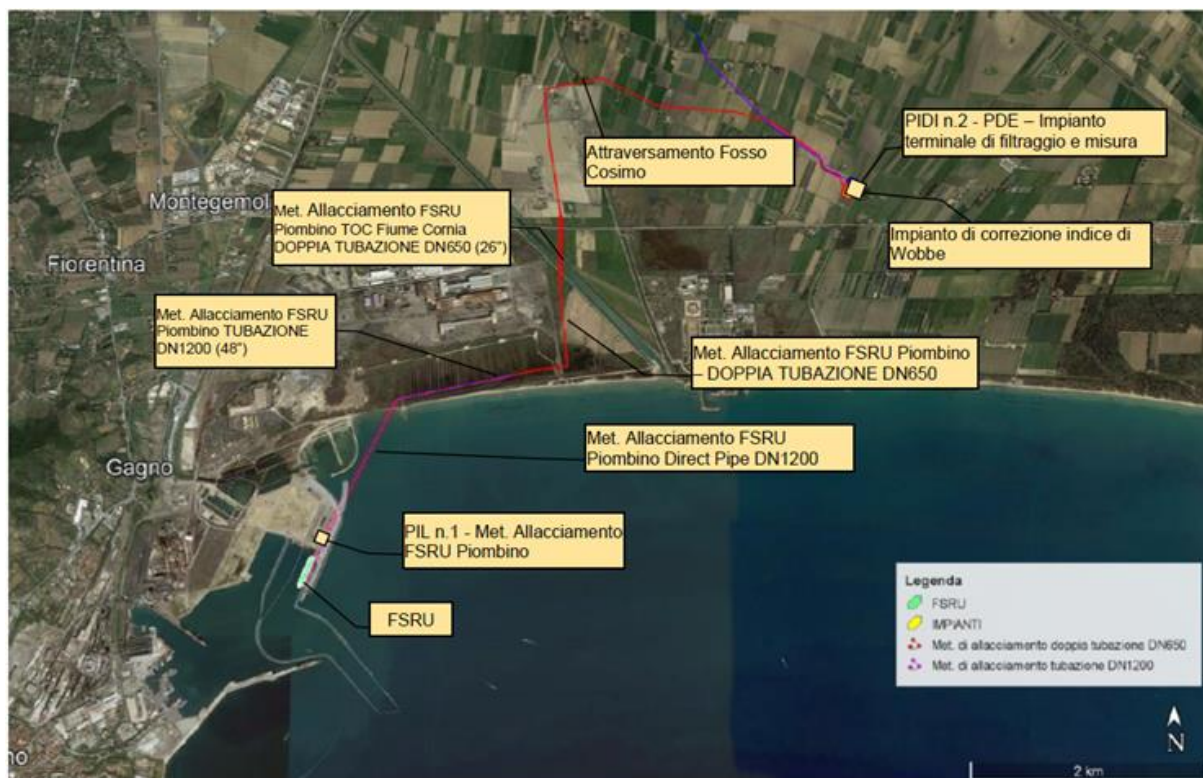 PIDI n.2 - PDE – Impianto
terminale di filtraggio e misura
Attraversamento Fosso
Cosimo
Montegemol
Met. Allacciamento FSRU
Piombino TOC Fiume Cornia
DOPPIA TUBAZIONE DN650 (26")
Impianto di correzione indice di
Wobbe
Fiorentina
Met. Allacciamento FSRU
Piombino TUBAZIONE
DN1200 (48")
Met. Allacciamento FSRU Piombino
– DOPPIA TUBAZIONE DN650
Met. Allacciamento FSRU
Piombino Direct Pipe DN1200
Gagno
PIL n.1 - Met. Allacciamento
FSRU Piombino
FSRU
Legenda
FSRU
IMPIANTI
Met. di allacciamento doppia tubazione DN650
Met. di allacciamento tubazione DN1200
N
no
2 km